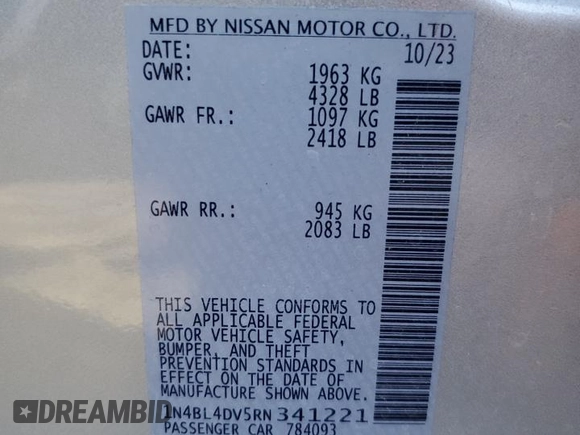 MFD BY NISSAN MOTOR CO., LTD.
DATE: 10/23
GVWR: 1963 KG
4328 LB
GAWR FR.: 1097 KG
2418 LB
GAWR RR.: 945 KG
2083 LB
THIS VEHICLE CONFORMS TO
ALL APPLICABLE FEDERAL
MOTOR VEHICLE SAFETY,
BUMPER, AND THEFT
PREVENTION STANDARDS IN
EFFECT ON THE DATE OF
MANUFACTURE SHOWN ABOVE.
1N4BL4DV5RN341221
PASSENGER CAR 784093
DREAMBID